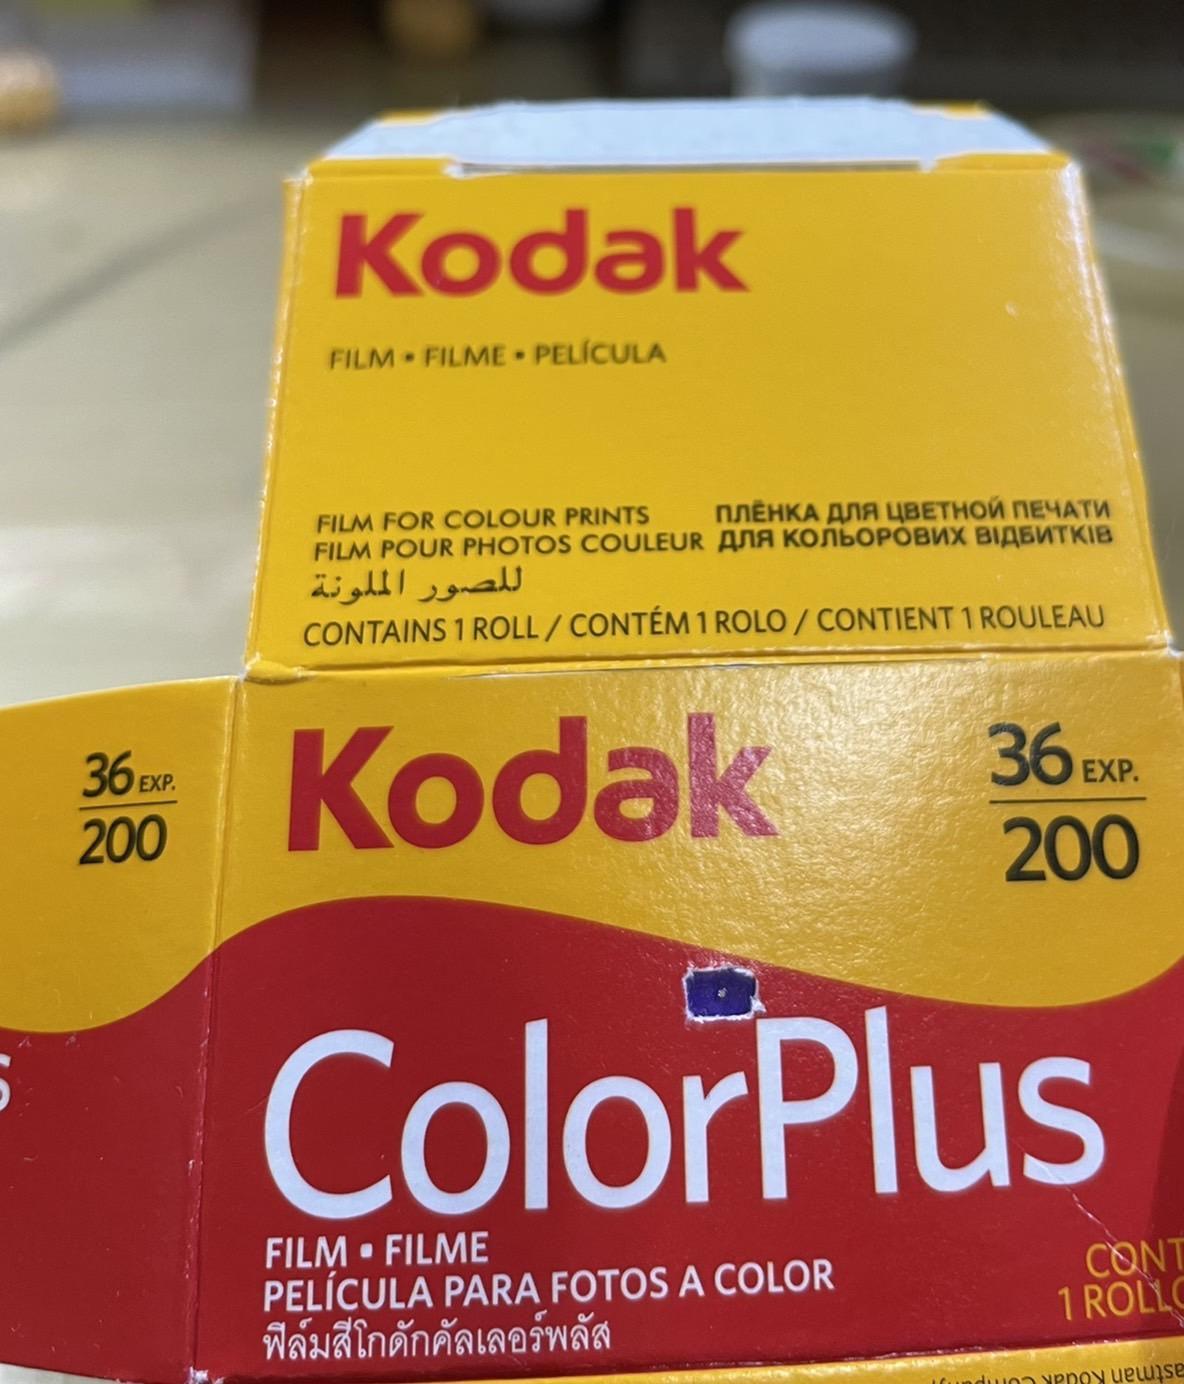 Kodak
FILM • FILME • PELÍCULA
FILM FOR COLOUR PRINTS
FILM POUR PHOTOS COULEUR
ПЛЁНКА ДЛЯ ЦВЕТНОЙ ПЕЧАТИ
ДЛЯ КОЛЬОРОВИХ ВІДБИТКІВ
للصور الملونة
CONTAINS 1 ROLL / CONTÉM 1 ROLO / CONTIENT 1 ROULEAU
36 EXP.
200
Kodak
36 EXP.
200
ColorPlus
FILM • FILME
PELÍCULA PARA FOTOS A COLOR
ฟิล์มสีโกดักคัลเลอร์พลัส
CONT
1 ROLLO
Kodak